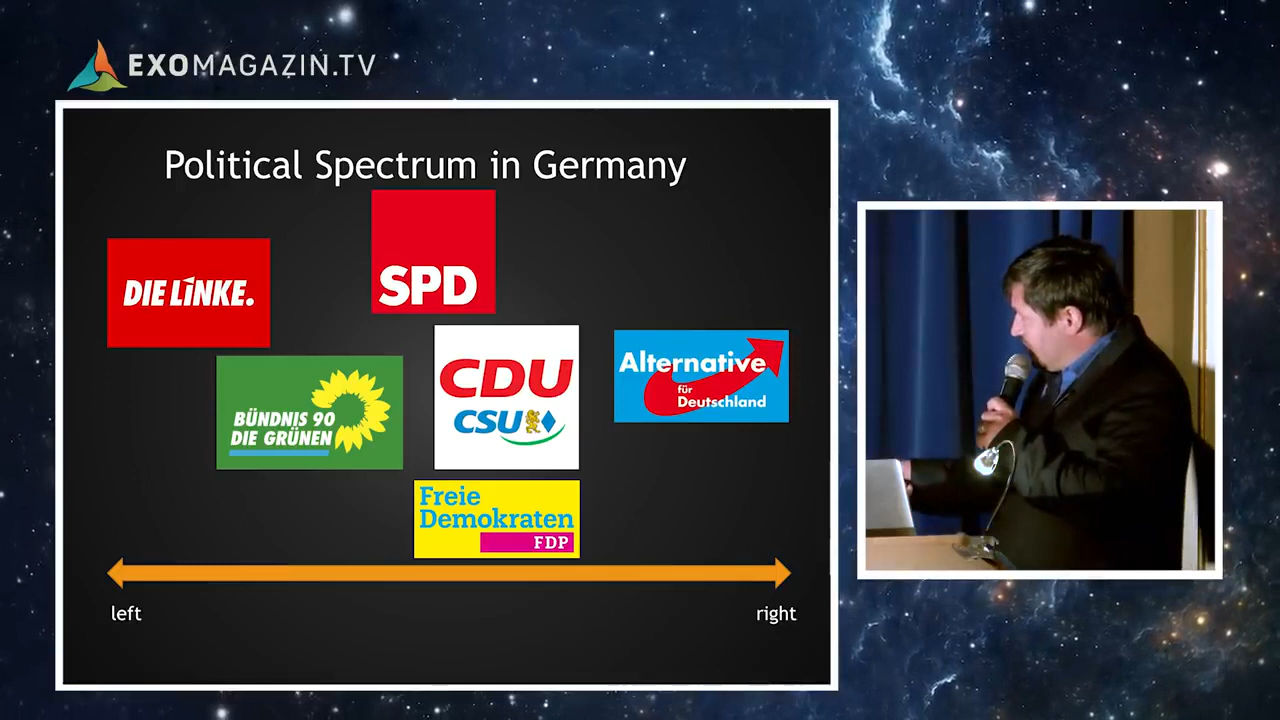 EXOMAGAZIN.TV
Political Spectrum in Germany
SPD
DIE LINKE.
CDU
CSU
Alternative
für
Deutschland
BÜNDNIS 90
DIE GRÜNEN
Freie
Demokraten
FDP
left
right